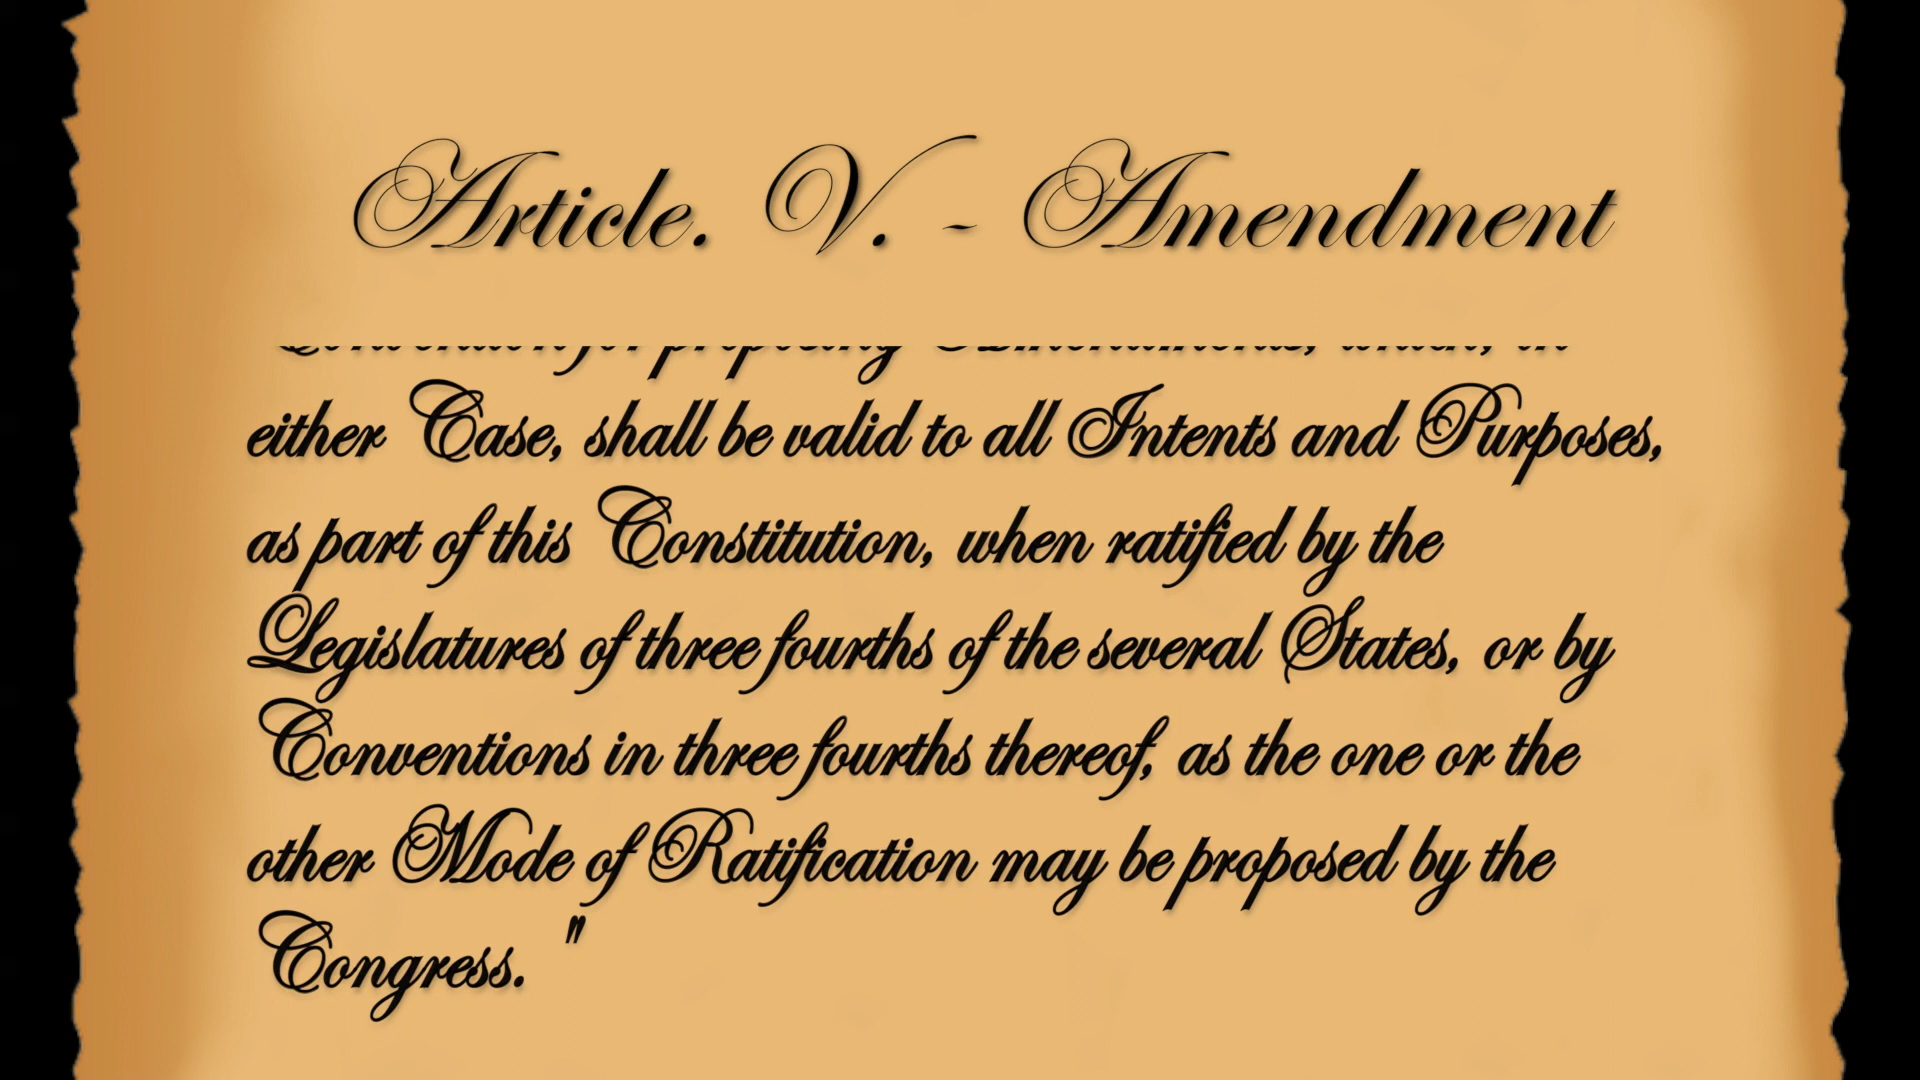 Article. V. - Amendment
either Case, shall be valid to all Intents and Purposes,
as part of this Constitution, when ratified by the
Legislatures of three fourths of the several States, or by
Conventions in three fourths thereof, as the one or the
other Mode of Ratification may be proposed by the
Congress. "